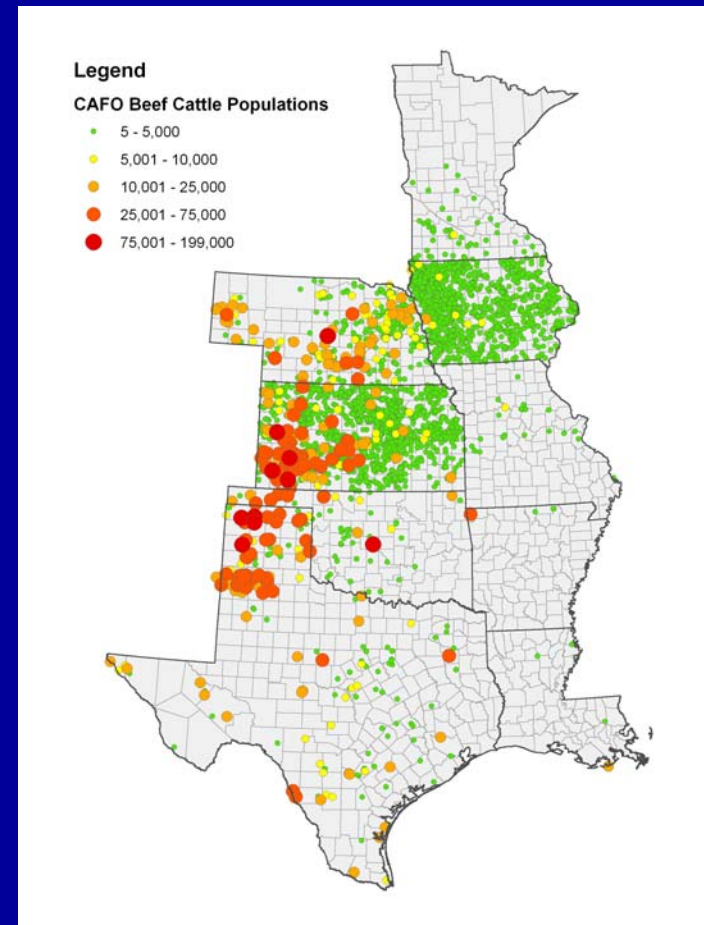 Legend
CAFO Beef Cattle Populations
5 - 5,000
5,001 - 10,000
10,001 - 25,000
25,001 - 75,000
75,001 - 199,000